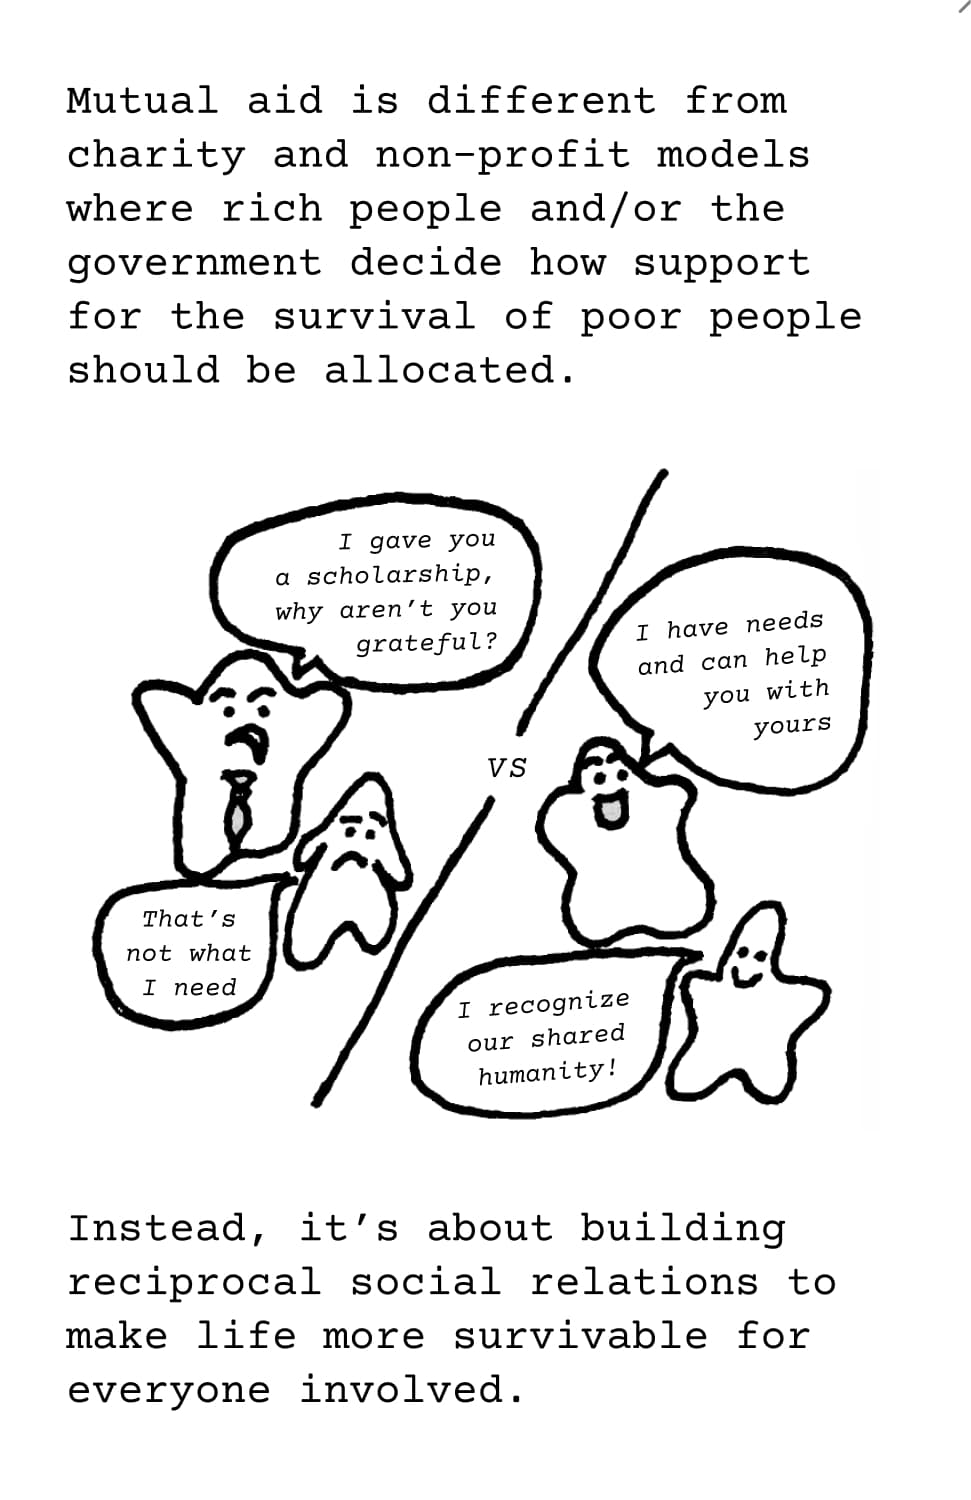 Mutual aid is different from
charity and non-profit models
where rich people and/or the
government decide how support
for the survival of poor people
should be allocated.
I gave you
a scholarship,
why aren’t you
grateful?
That’s
not what
I need
VS
I have needs
and can help
you with
yours
I recognize
our shared
humanity!
Instead, it’s about building
reciprocal social relations to
make life more survivable for
everyone involved.